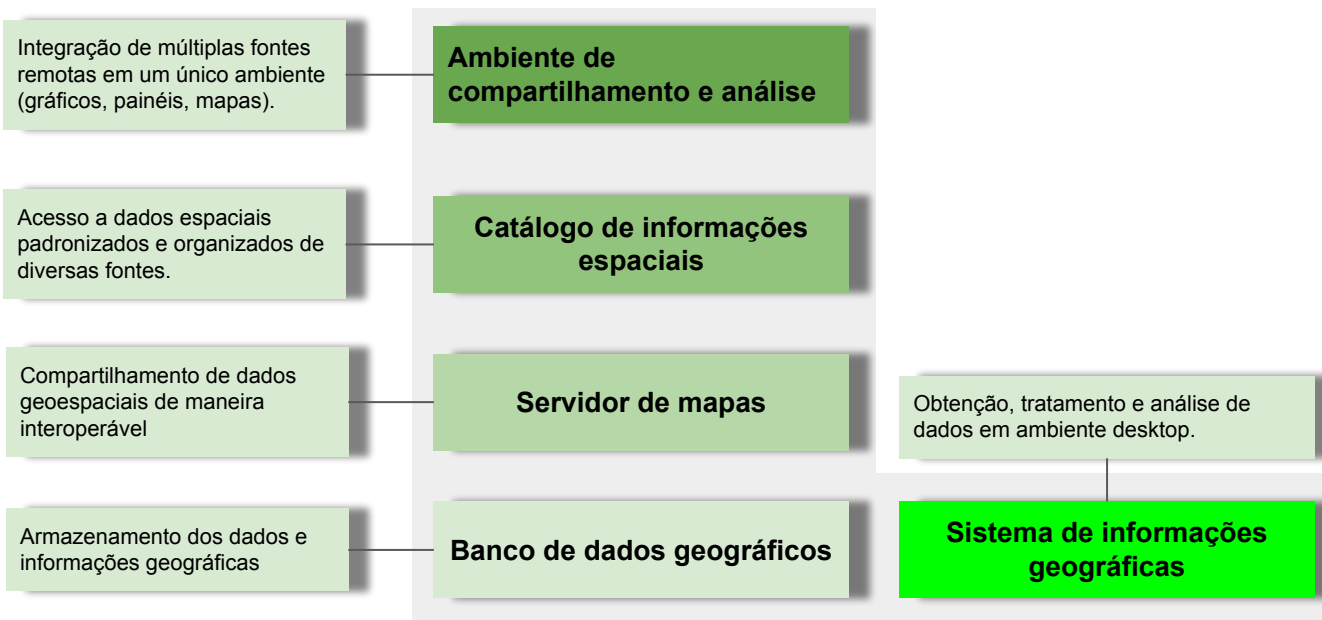 Integração de múltiplas fontes
remotas em um único ambiente
(gráficos, painéis, mapas).
Ambiente de
compartilhamento e análise
Acesso a dados espaciais
padronizados e organizados de
diversas fontes.
Catálogo de informações
espaciais
Compartilhamento de dados
geoespaciais de maneira
interoperável
Servidor de mapas
Obtenção, tratamento e análise de
dados em ambiente desktop.
Armazenamento dos dados e
informações geográficas
Banco de dados geográficos
Sistema de informações
geográficas